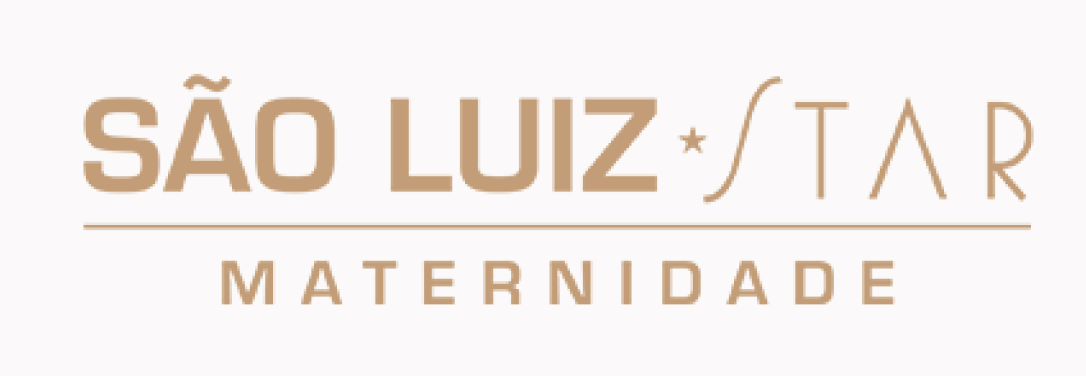 SÃO LUIZ STAR
MATERNIDADE